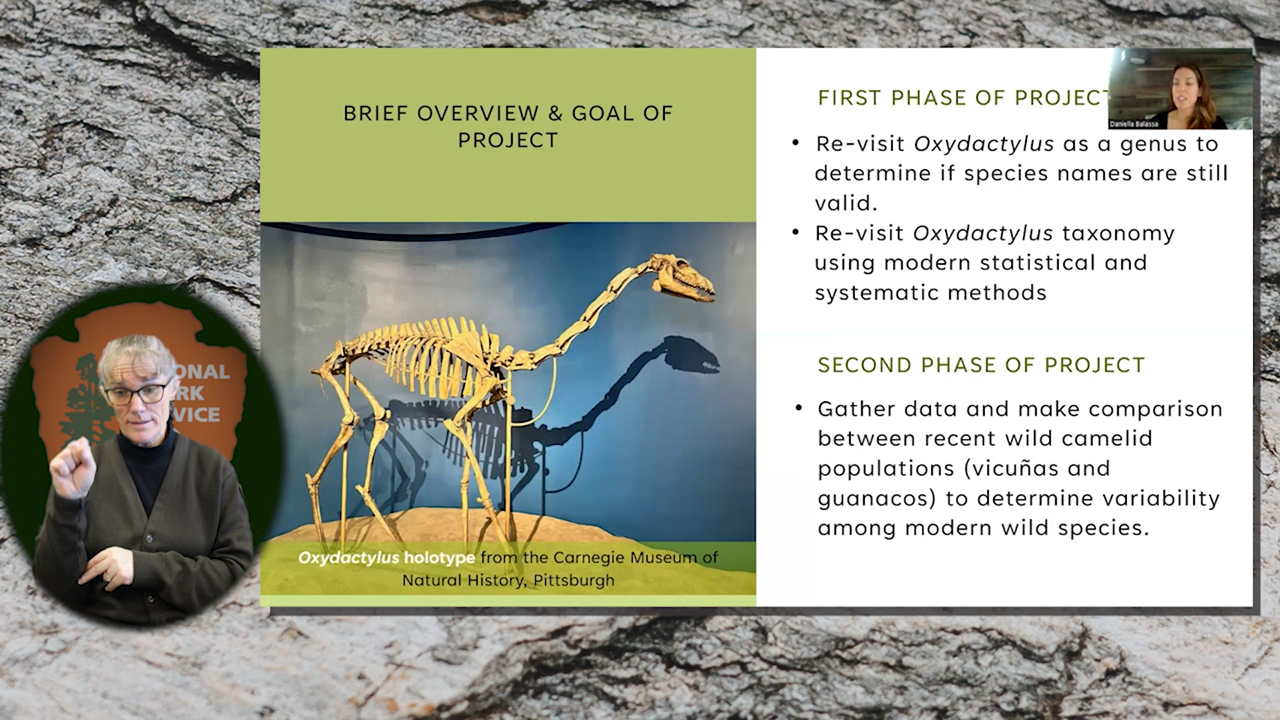 BRIEF OVERVIEW & GOAL OF
PROJECT
Oxydactylus holotype from the Carnegie Museum of
Natural History, Pittsburgh
FIRST PHASE OF PROJECT
Daniella Balassa
• Re-visit Oxydactylus as a genus to
determine if species names are still
valid.
• Re-visit Oxydactylus taxonomy
using modern statistical and
systematic methods
SECOND PHASE OF PROJECT
• Gather data and make comparison
between recent wild camelid
populations (vicuñas and
guanacos) to determine variability
among modern wild species.